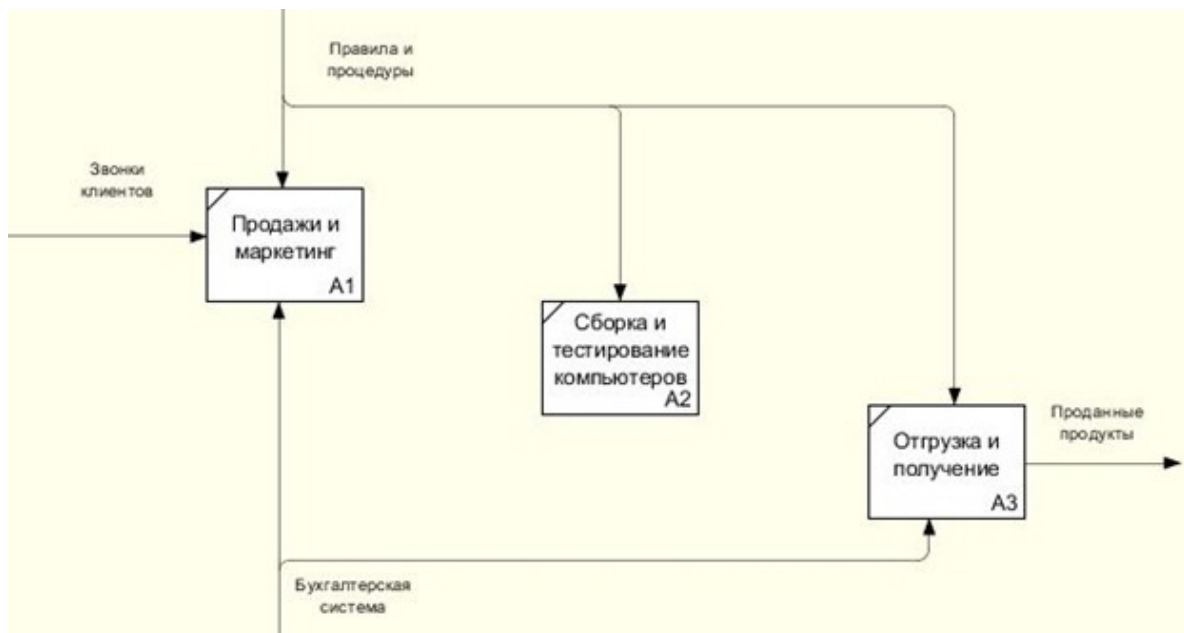 Правила и
процедуры
Звонки
клиентов
Продажи и
маркетинг
A1
Сборка и
тестирование
компьютеров
A2
Отгрузка и
получение
A3
Проданные
продукты
Бухгалтерская
система